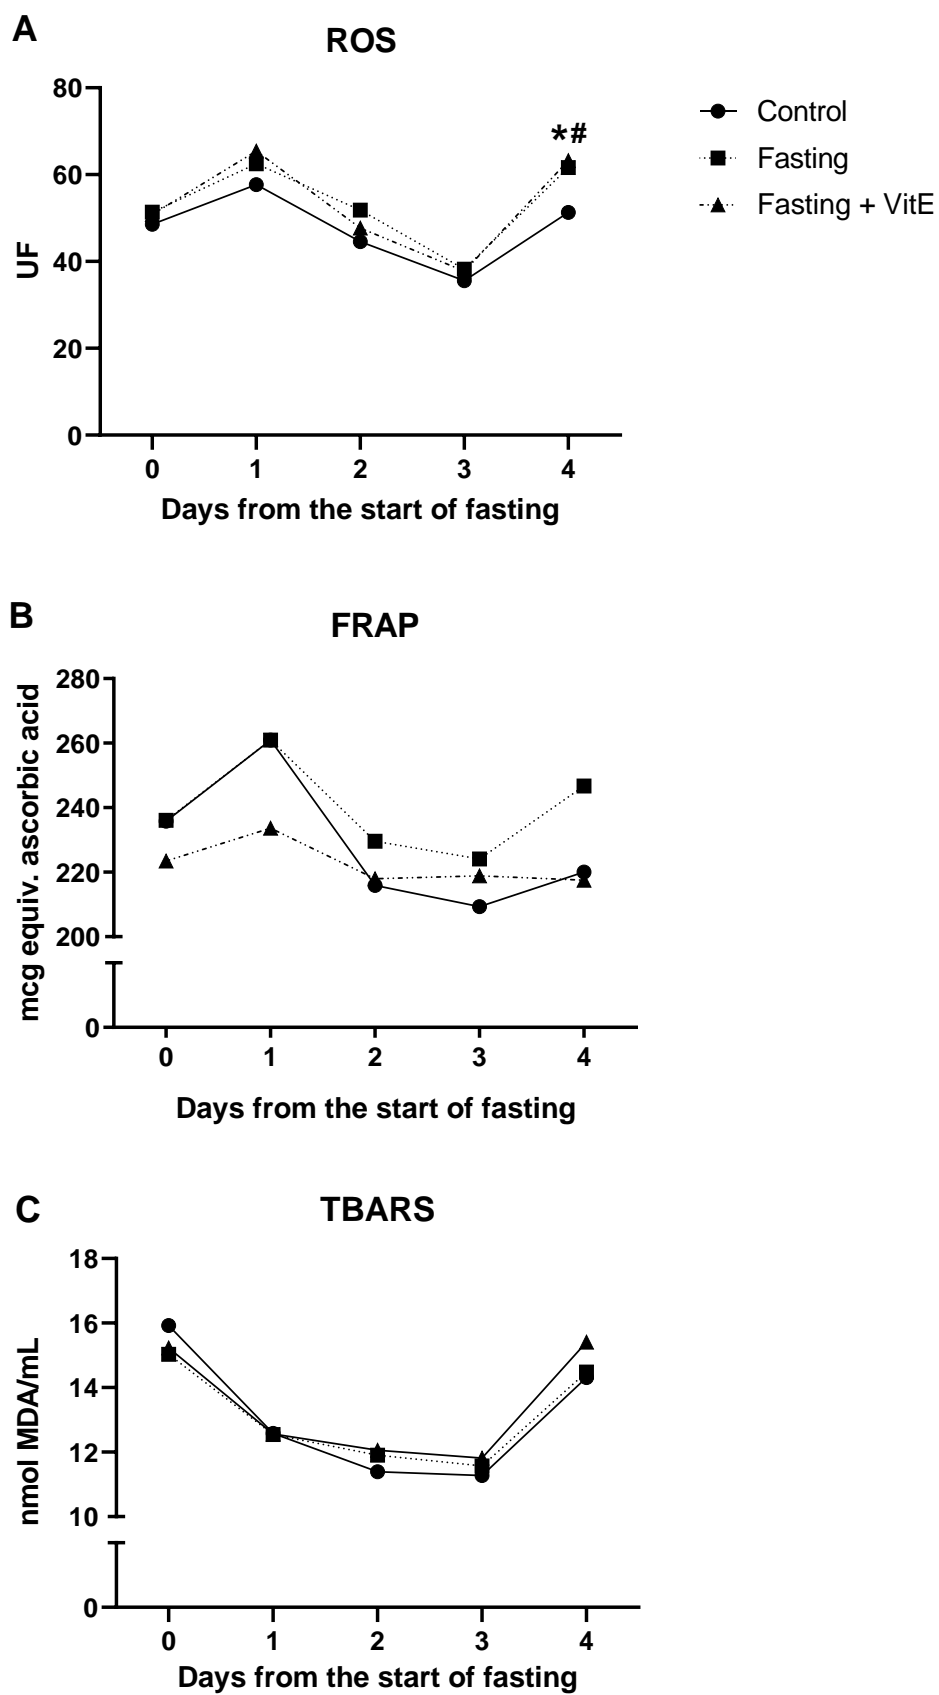 A
ROS
80
60
40
20
0
UF
*#
0 1 2 3 4
Days from the start of fasting
Control
Fasting
Fasting + VitE
B
FRAP
280
260
240
220
200
0
mcg equiv. ascorbic acid
0 1 2 3 4
Days from the start of fasting
C
TBARS
18
16
14
12
10
0
nmol MDA/mL
0 1 2 3 4
Days from the start of fasting